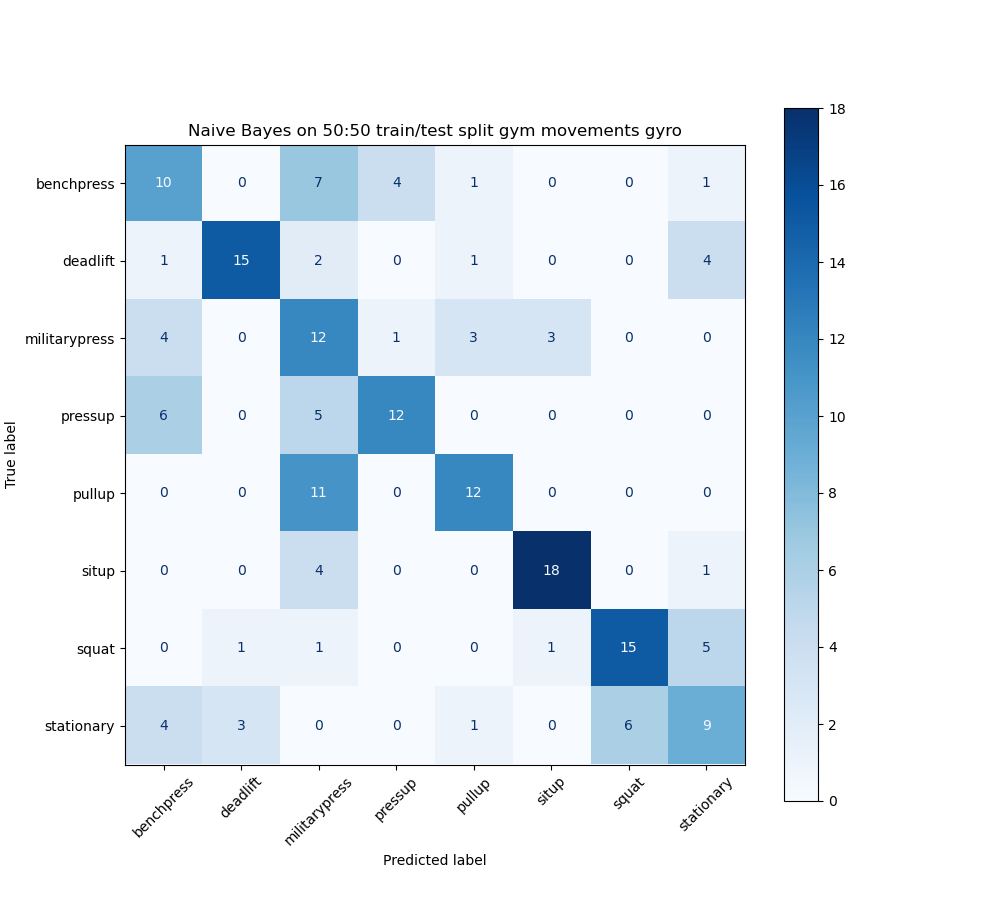 Naive Bayes on 50:50 train/test split gym movements gyro
True label
benchpress 10 0 7 4 1 0 0 1
deadlift 1 15 2 0 1 0 0 4
militarypress 4 0 12 1 3 3 0 0
pressup 6 0 5 12 0 0 0 0
pullup 0 0 11 0 12 0 0 0
situp 0 0 4 0 0 18 0 1
squat 0 1 1 0 0 1 15 5
stationary 4 3 0 0 1 0 6 9
benchpress deadlift militarypress pressup pullup situp squat stationary
Predicted label
18
16
14
12
10
8
6
4
2
0